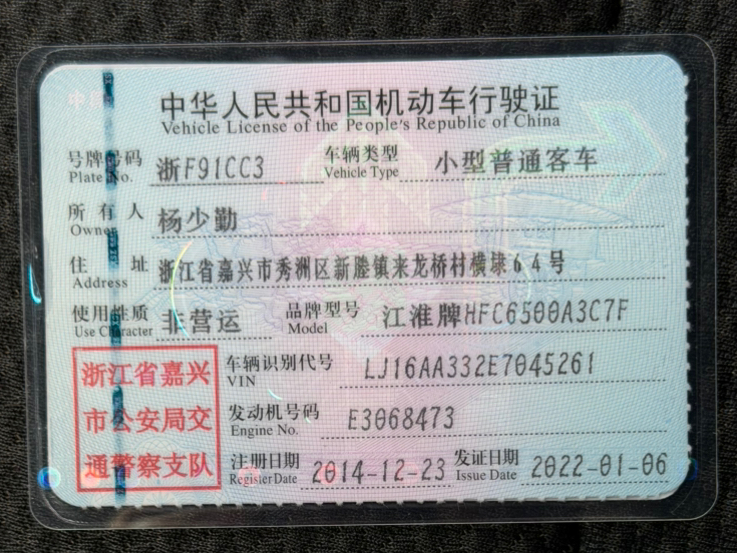 中华人民共和国机动车行驶证
Vehicle License of the People's Republic of China
号牌号码 浙F91CC3 车辆类型 小型普通客车
Plate No. Vehicle Type
所有人 杨少勤
Owner
住址 浙江省嘉兴市秀洲区新塍镇来龙桥村横埭64号
Address
使用性质 非营运 品牌型号 江淮牌HFC6500A3C7F
Use Character Model
浙江省嘉兴
市公安局交
通警察支队
车辆识别代号 LJ16AA332E7045261
VIN
发动机号码 E3068473
Engine No.
注册日期 2014-12-23 发证日期 2022-01-06
Register Date Issue Date